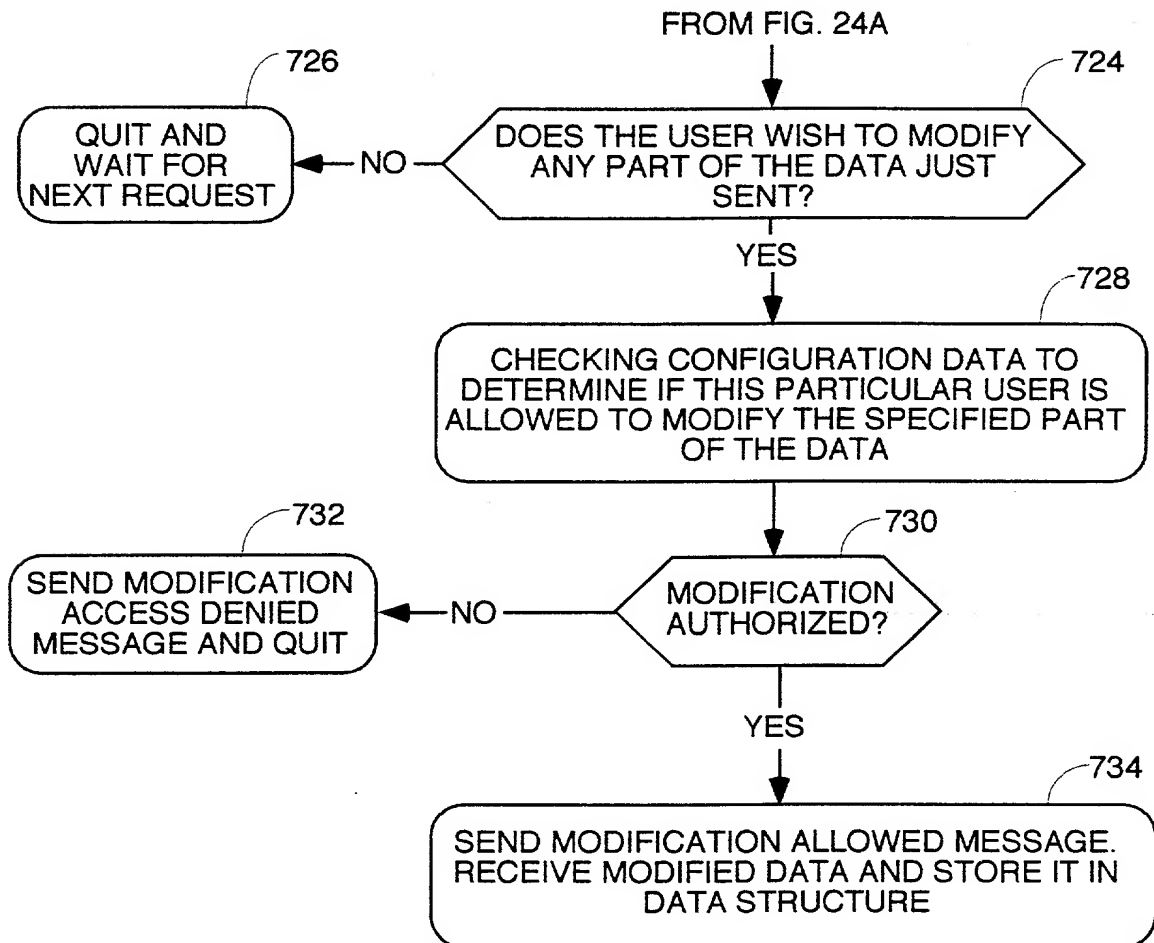 FROM FIG. 24A
726
724
QUIT AND
WAIT FOR
NEXT REQUEST
NO
DOES THE USER WISH TO MODIFY
ANY PART OF THE DATA JUST
SENT?
YES
728
CHECKING CONFIGURATION DATA TO
DETERMINE IF THIS PARTICULAR USER IS
ALLOWED TO MODIFY THE SPECIFIED PART
OF THE DATA
732
730
SEND MODIFICATION
ACCESS DENIED
MESSAGE AND QUIT
NO
MODIFICATION
AUTHORIZED?
YES
734
SEND MODIFICATION ALLOWED MESSAGE.
RECEIVE MODIFIED DATA AND STORE IT IN
DATA STRUCTURE